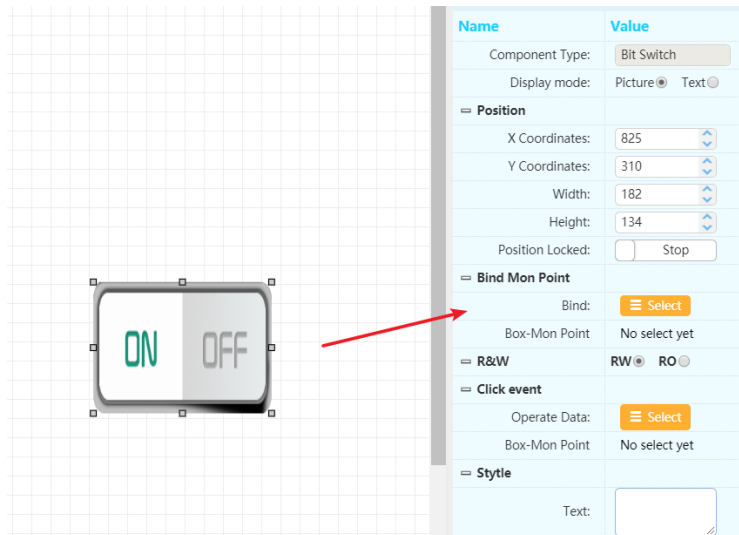 Name Value
Component Type: Bit Switch
Display mode: Picture Text
Position
X Coordinates: 825
Y Coordinates: 310
Width: 182
Height: 134
Position Locked: Stop
Bind Mon Point
Bind: Select
Box-Mon Point No select yet
R&W RW RO
Click event
Operate Data: Select
Box-Mon Point No select yet
Stytle
Text:
ON OFF